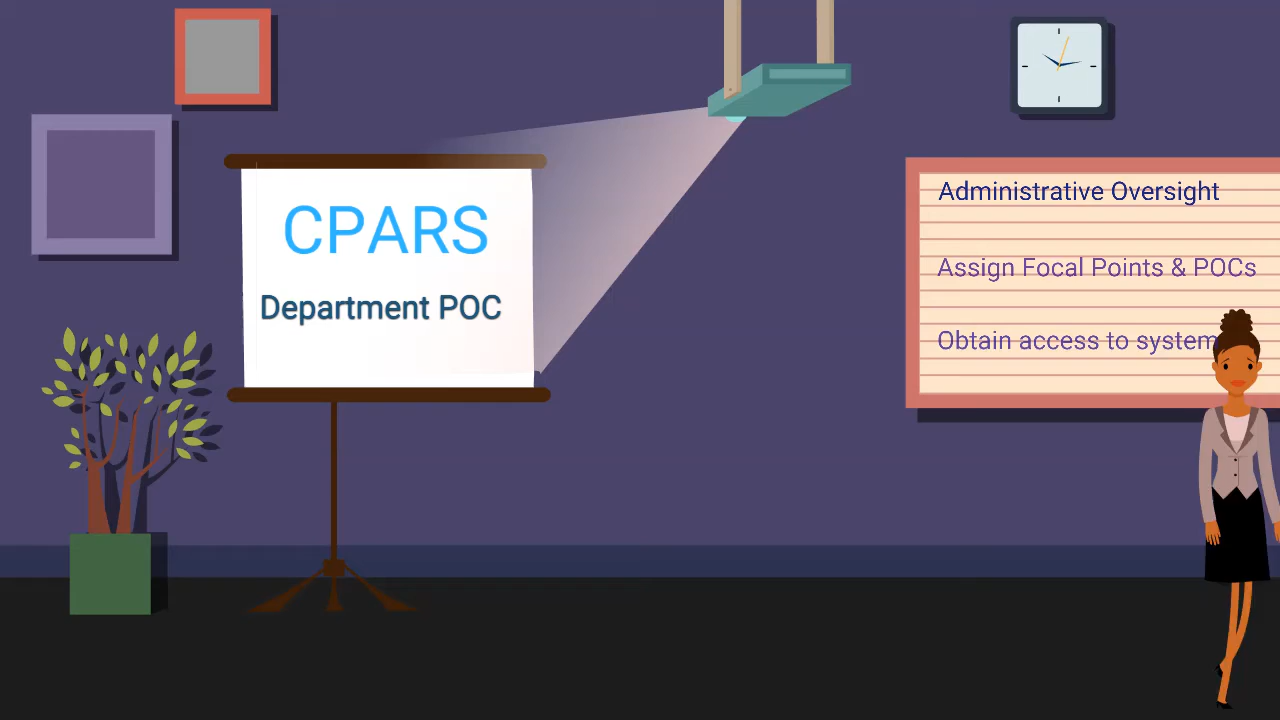 CPARS
Department POC
Administrative Oversight
Assign Focal Points & POCs
Obtain access to system